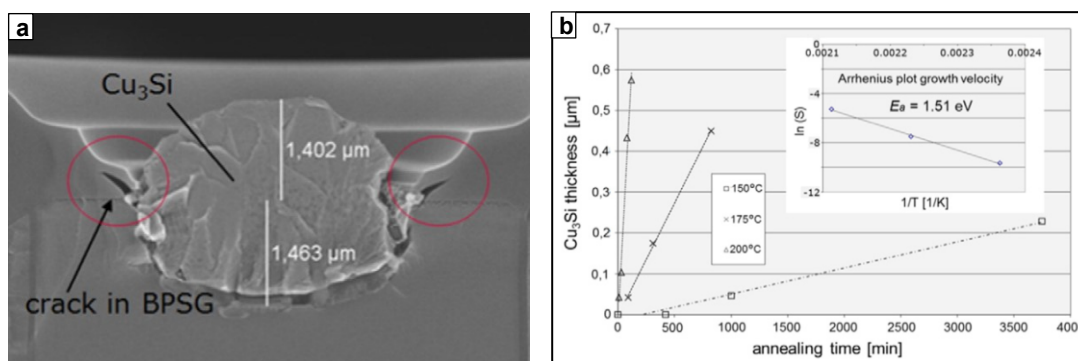 a
Cu₃Si
1,402 µm
1,463 µm
crack in BPSG
b
0,7
0,6
0,5
0,4
0,3
0,2
0,1
0
Cu₃Si thickness [µm]
0 500 1000 1500 2000 2500 3000 3500 4000
annealing time [min]
150°C
175°C
200°C
0
0.0021 0.0022 0.0023 0.0024
Arrhenius plot growth velocity
Eₐ = 1.51 eV
-4
-8
-12
ln (S)
1/T [1/K]